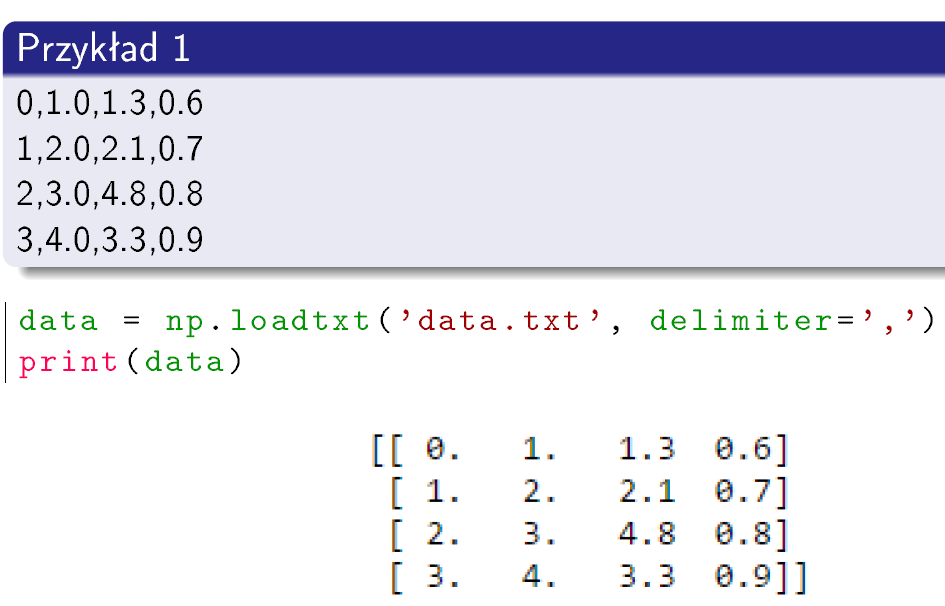 Przykład 1
0,1.0,1.3,0.6
1,2.0,2.1,0.7
2,3.0,4.8,0.8
3,4.0,3.3,0.9
data = np.loadtxt('data.txt', delimiter=',')
print(data)
[[ 0.   1.   1.3  0.6]
 [ 1.   2.   2.1  0.7]
 [ 2.   3.   4.8  0.8]
 [ 3.   4.   3.3  0.9]]